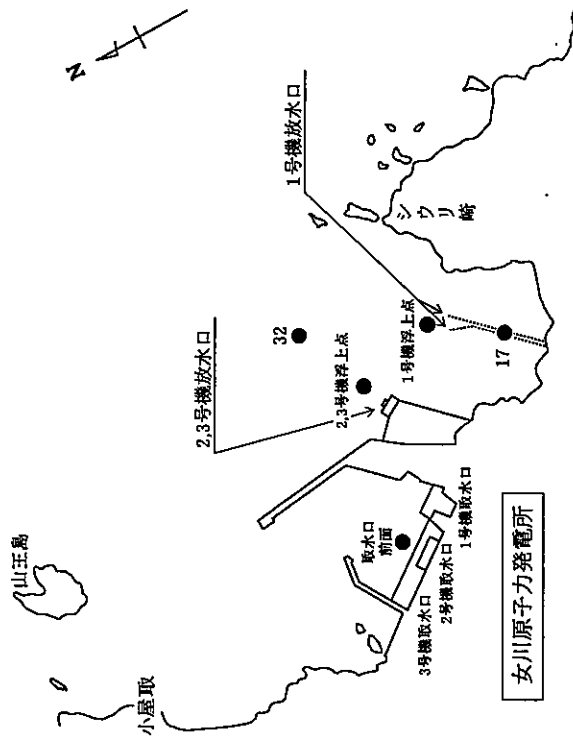 N
1号機放水口
2,3号機放水口
山王島
小屋取
シウリ崎
32
2,3号機浮上点
1号機浮上点
17
取水口
前面
1号機取水口
2号機取水口
3号機取水口
女川原子力発電所